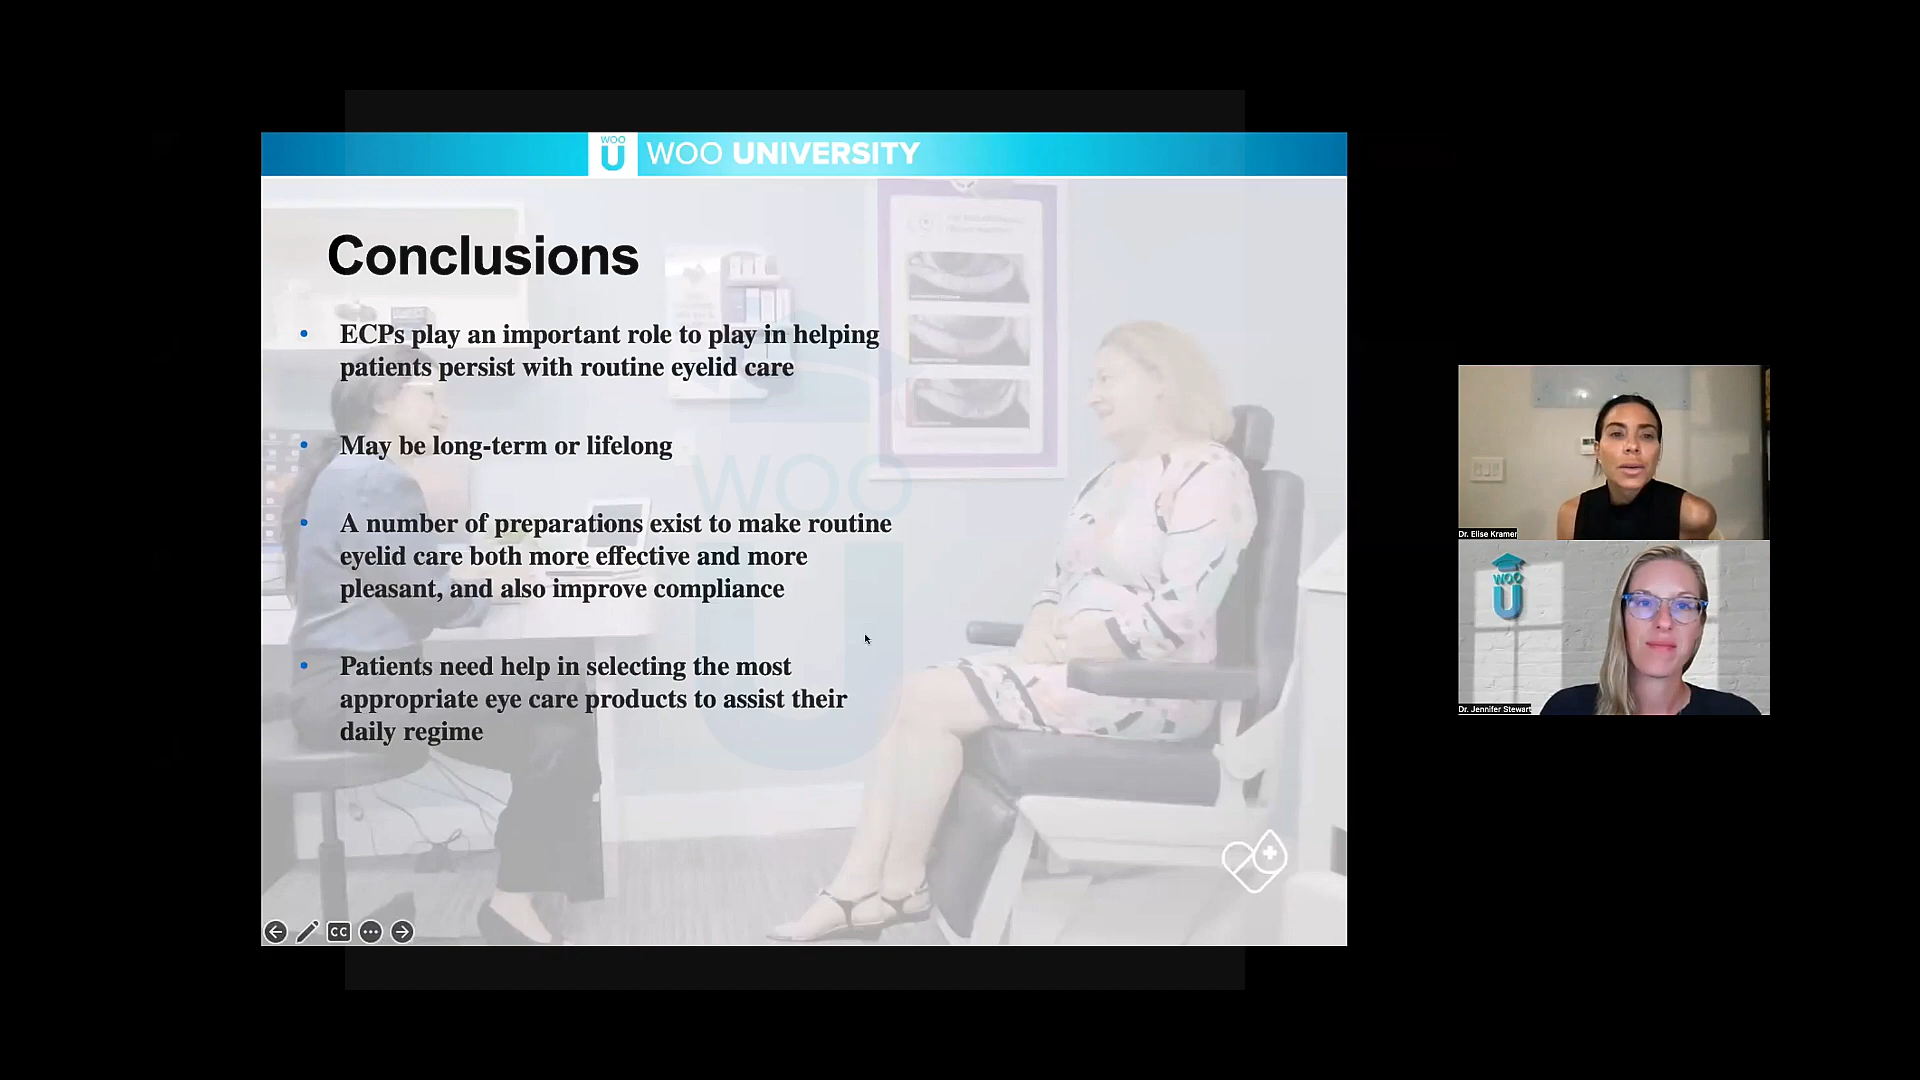 WOO
U
WOO UNIVERSITY
Conclusions
• ECPs play an important role to play in helping
patients persist with routine eyelid care
• May be long-term or lifelong
• A number of preparations exist to make routine
eyelid care both more effective and more
pleasant, and also improve compliance
• Patients need help in selecting the most
appropriate eye care products to assist their
daily regime
WOO
U
CC
Dr. Elise Kramer
WOO
U
Dr. Jennifer Stewart